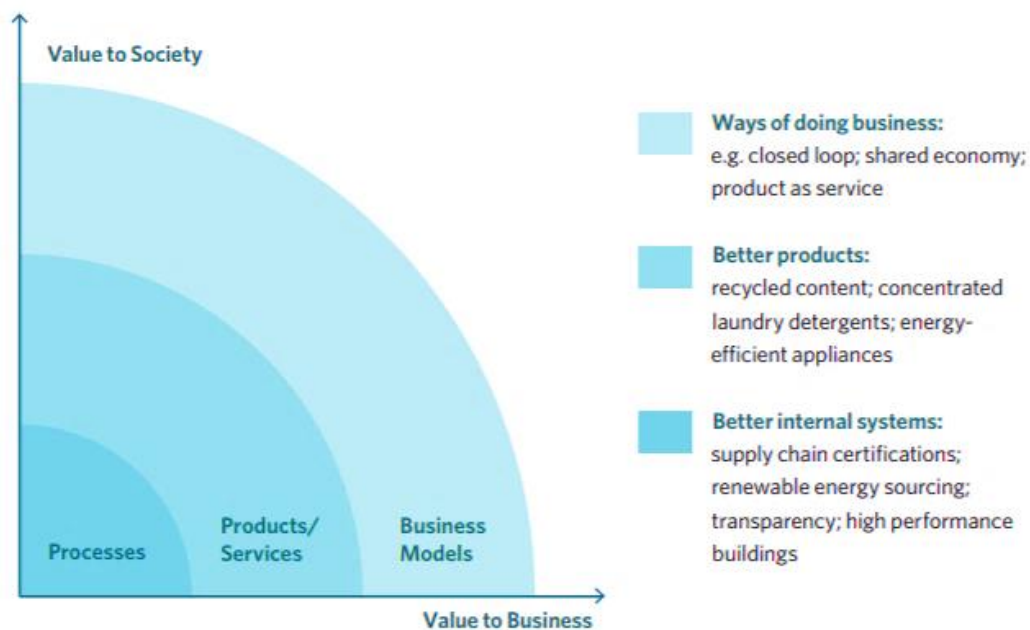 Value to Society
Ways of doing business:
e.g. closed loop; shared economy;
product as service
Better products:
recycled content; concentrated
laundry detergents; energy-
efficient appliances
Better internal systems:
supply chain certifications;
renewable energy sourcing;
transparency; high performance
buildings
Processes
Products/
Services
Business
Models
Value to Business